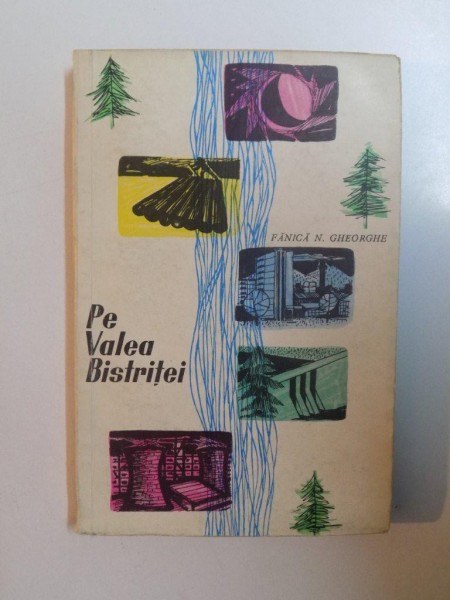 FĂNICĂ N. GHEORGHE
Pe
Valea
Bistriței